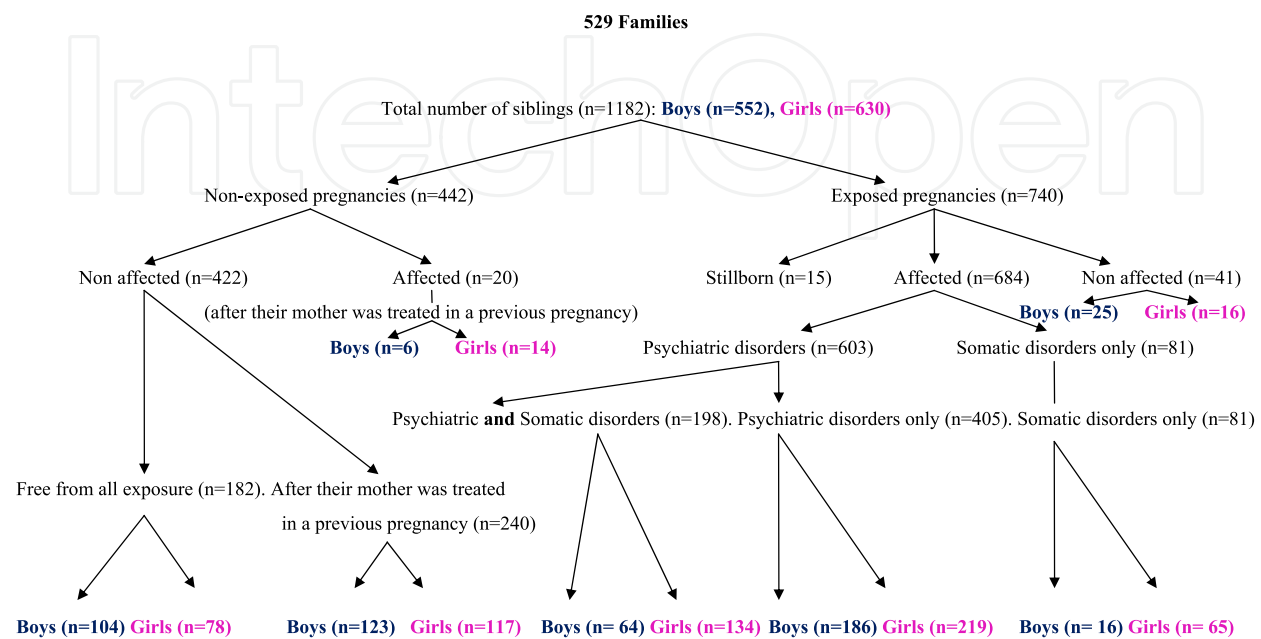 529 Families
IntechOpen
Total number of siblings (n=1182): Boys (n=552), Girls (n=630)
Non-exposed pregnancies (n=442) Exposed pregnancies (n=740)
Non affected (n=422) Affected (n=20) Stillborn (n=15) Affected (n=684) Non affected (n=41)
(after their mother was treated in a previous pregnancy) Boys (n=25) Girls (n=16)
Boys (n=6) Girls (n=14) Psychiatric disorders (n=603) Somatic disorders only (n=81)
Psychiatric and Somatic disorders (n=198). Psychiatric disorders only (n=405). Somatic disorders only (n=81)
Free from all exposure (n=182). After their mother was treated
in a previous pregnancy (n=240)
Boys (n=104) Girls (n=78) Boys (n=123) Girls (n=117) Boys (n= 64) Girls (n=134) Boys (n=186) Girls (n=219) Boys (n= 16) Girls (n= 65)